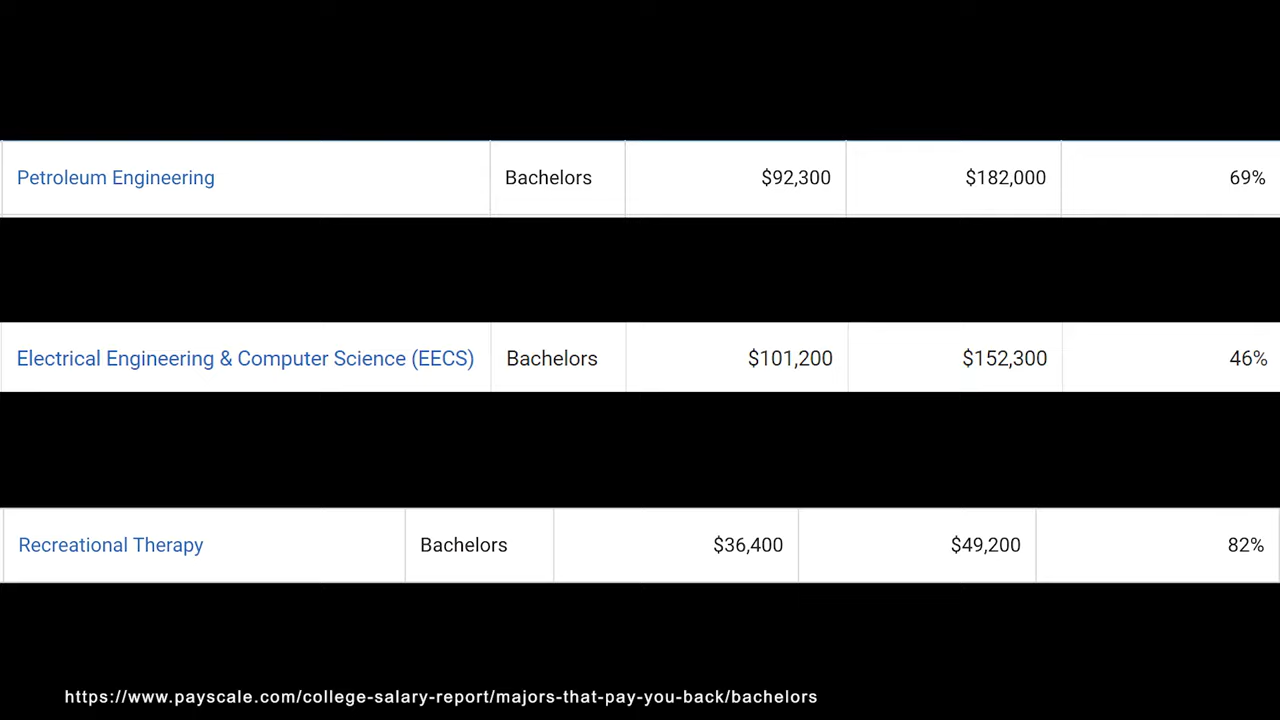 Petroleum Engineering Bachelors $92,300 $182,000 69%
Electrical Engineering & Computer Science (EECS) Bachelors $101,200 $152,300 46%
Recreational Therapy Bachelors $36,400 $49,200 82%
https://www.payscale.com/college-salary-report/majors-that-pay-you-back/bachelors